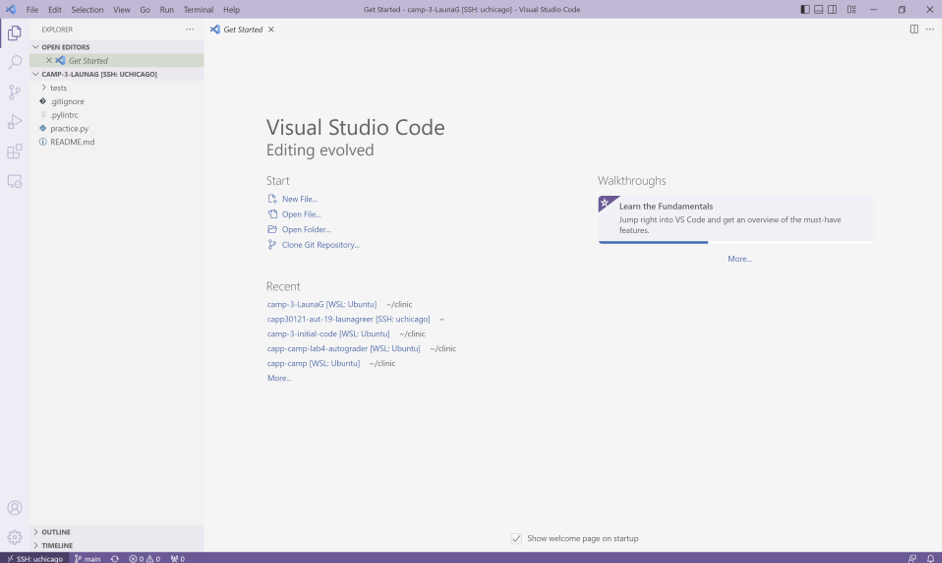 File Edit Selection View Go Run Terminal Help
Get Started - camp-3-LaunaG [SSH: uchicago] - Visual Studio Code
EXPLORER
OPEN EDITORS
Get Started
CAMP-3-LAUNAG [SSH: UCHICAGO]
tests
.gitignore
.pylintrc
practice.py
README.md
OUTLINE
TIMELINE
Get Started
Visual Studio Code
Editing evolved
Start
New File...
Open File...
Open Folder...
Clone Git Repository...
Recent
camp-3-LaunaG [WSL: Ubuntu] ~/clinic
capp30121-aut-19-launagreer [SSH: uchicago] ~
camp-3-initial-code [WSL: Ubuntu] ~/clinic
capp-camp-lab4-autograder [WSL: Ubuntu] ~/clinic
capp-camp [WSL: Ubuntu] ~/clinic
More...
Walkthroughs
Learn the Fundamentals
Jump right into VS Code and get an overview of the must-have
features.
More...
Show welcome page on startup
SSH: uchicago main 0 0 0